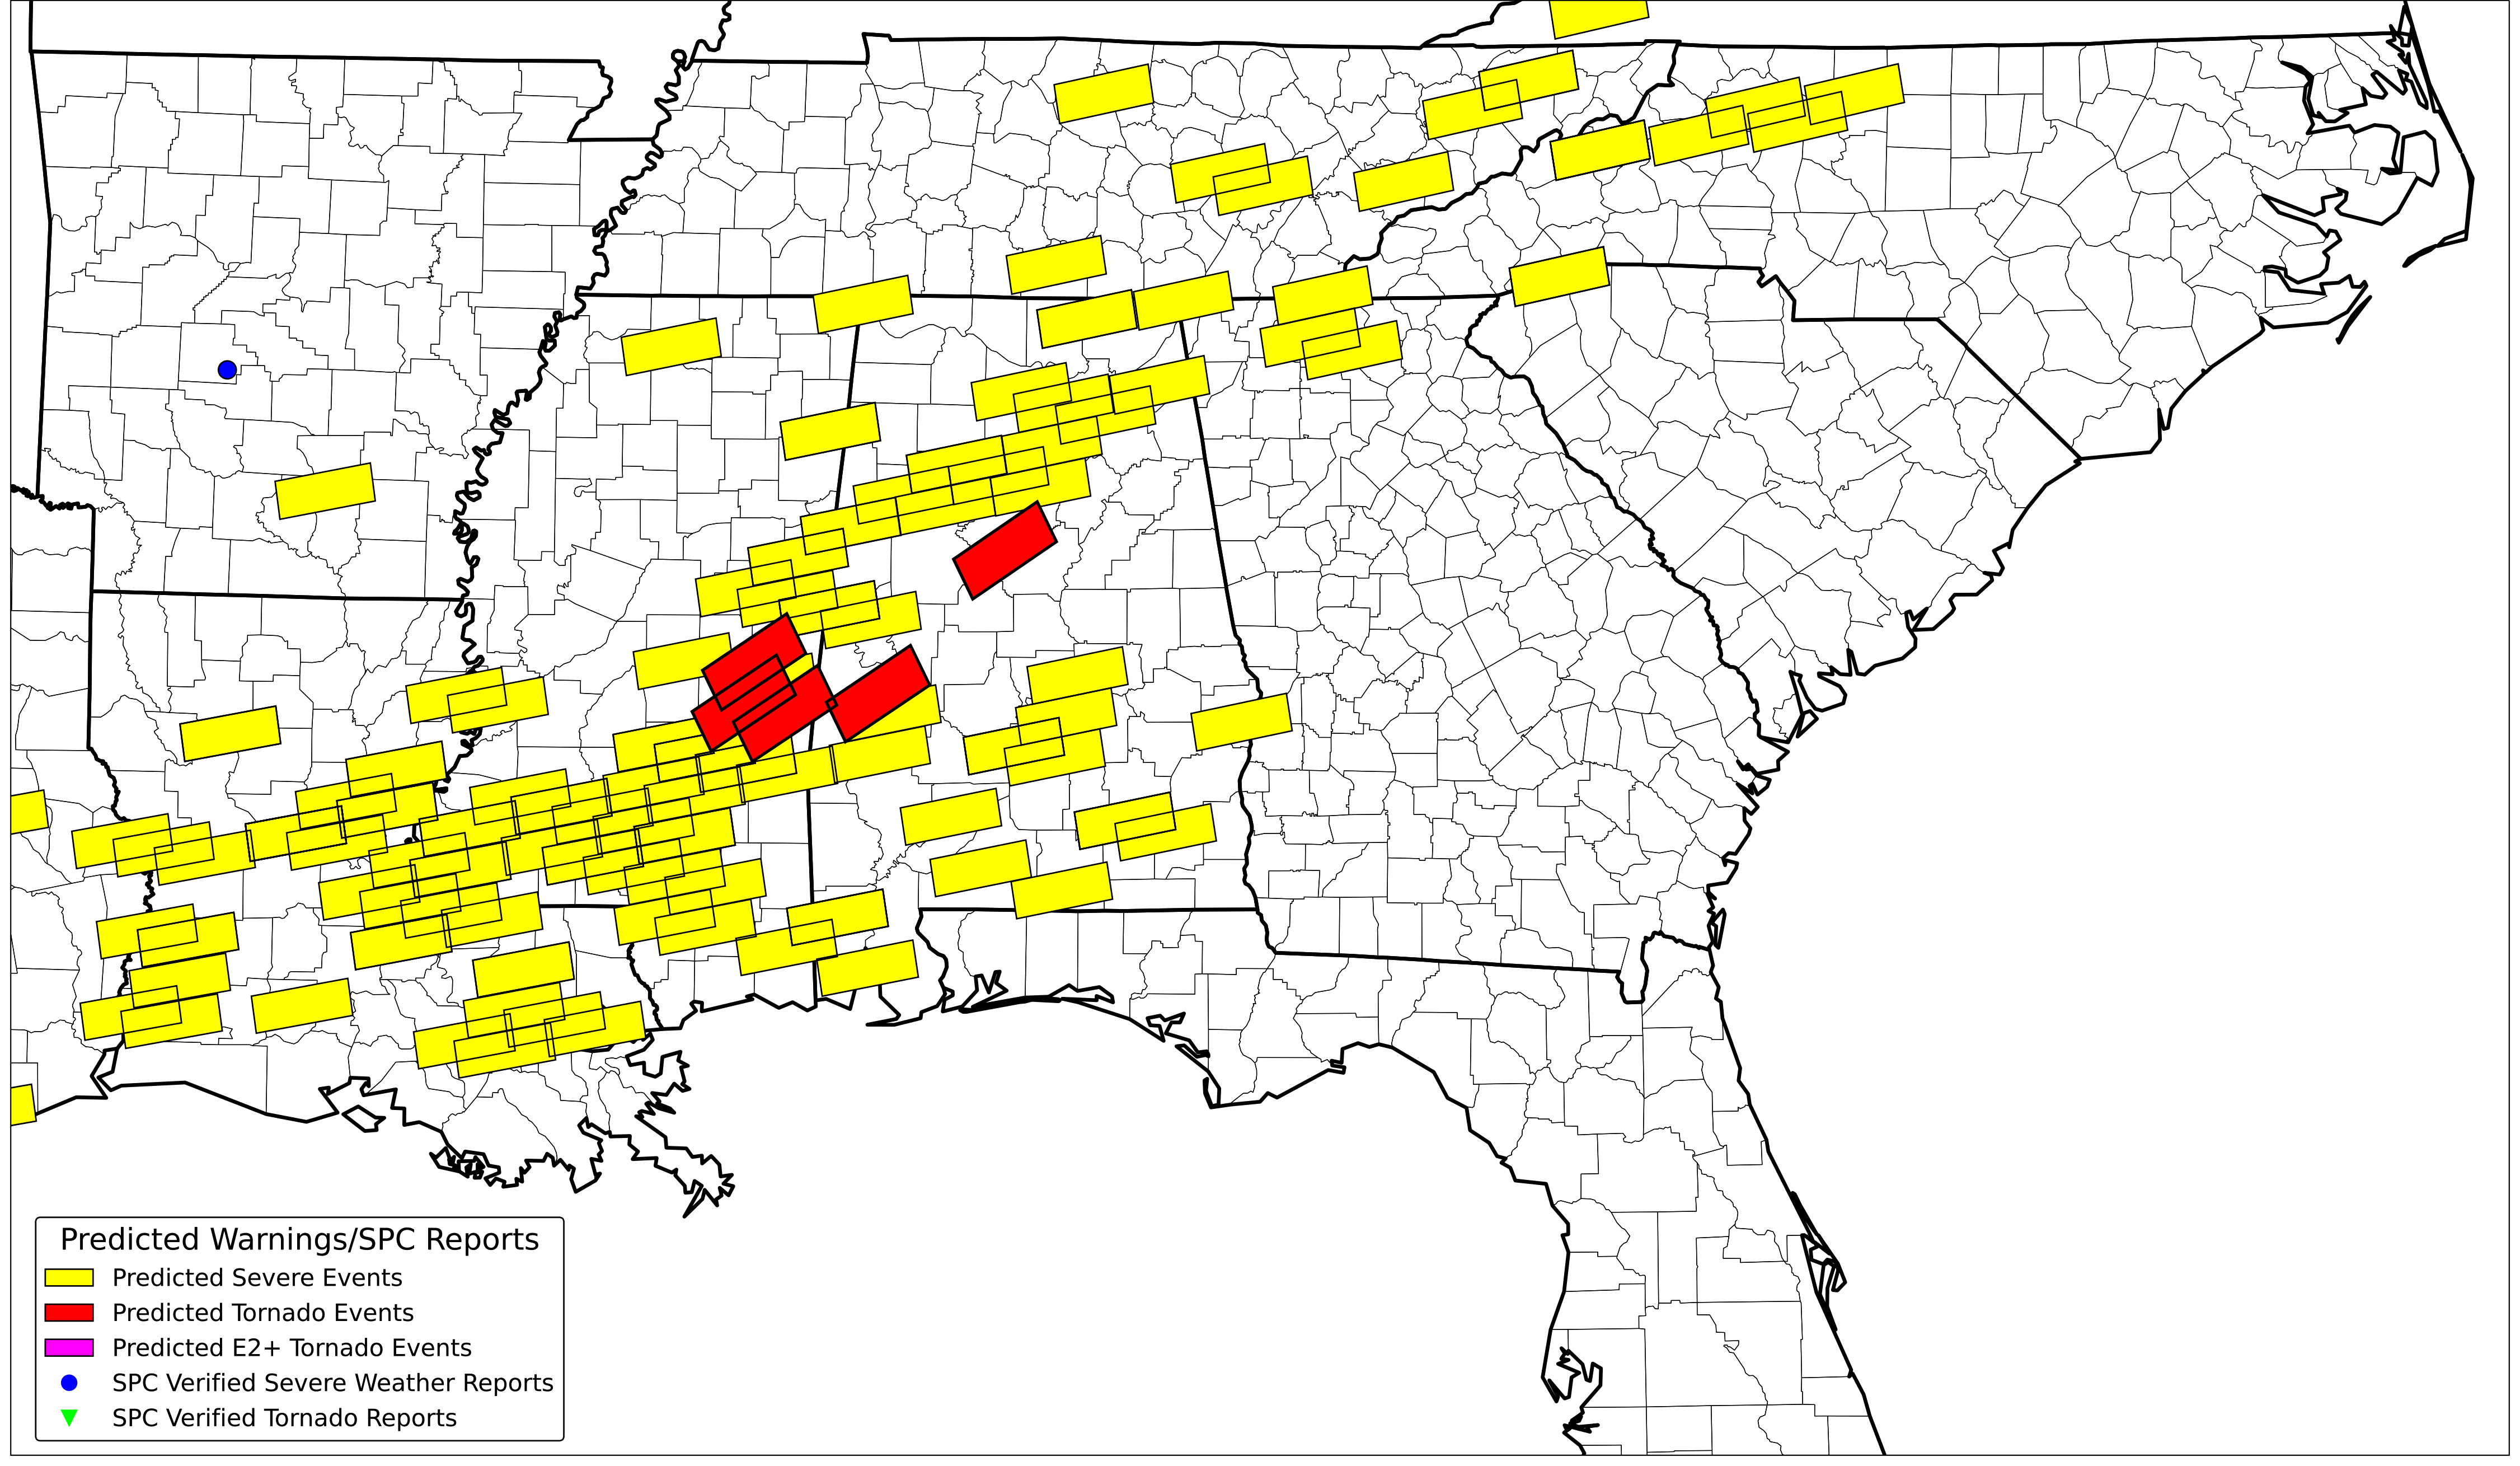 Predicted Warnings/SPC Reports
Predicted Severe Events
Predicted Tornado Events
Predicted E2+ Tornado Events
SPC Verified Severe Weather Reports
SPC Verified Tornado Reports